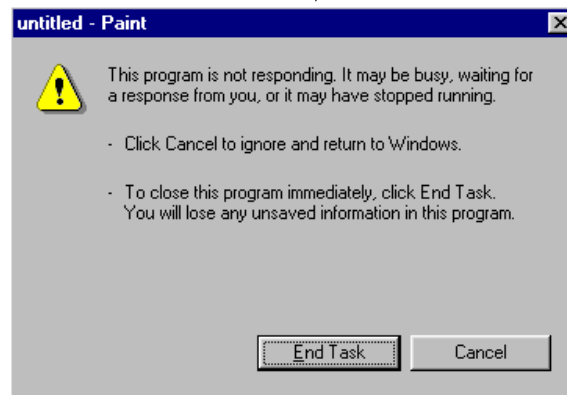 untitled - Paint
This program is not responding. It may be busy, waiting for
a response from you, or it may have stopped running.
- Click Cancel to ignore and return to Windows.
- To close this program immediately, click End Task.
You will lose any unsaved information in this program.
End Task Cancel